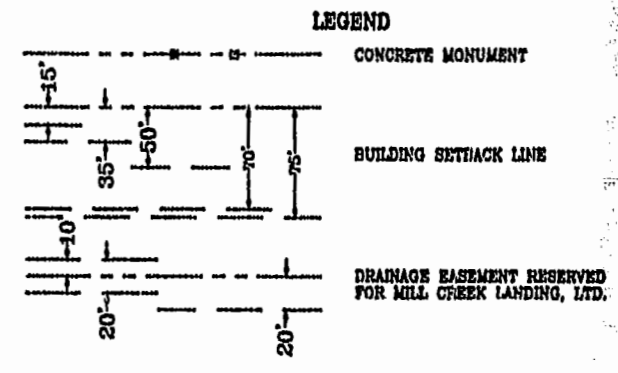 LEGEND
CONCRETE MONUMENT
15'
35'
50'
70'
75'
BUILDING SETBACK LINE
10'
20'
20'
DRAINAGE EASEMENT RESERVED
FOR MILL CREEK LANDING, LTD.